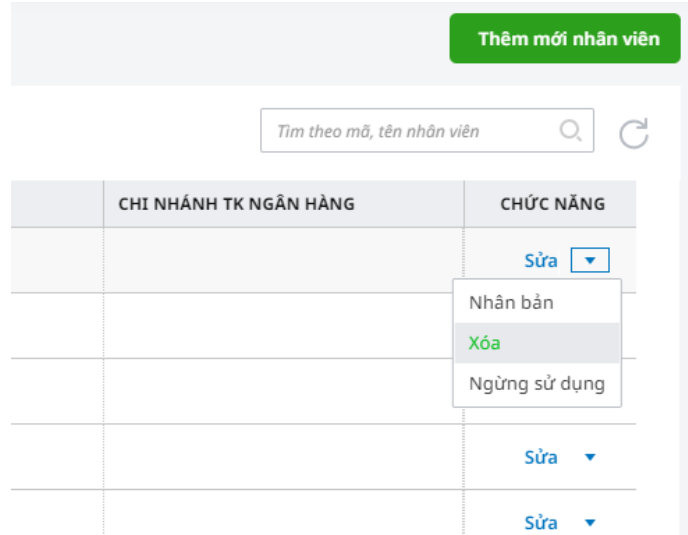 Thêm mới nhân viên
Tìm theo mã, tên nhân viên
CHI NHÁNH TK NGÂN HÀNG CHỨC NĂNG
Sửa
Nhân bản
Xóa
Ngừng sử dụng
Sửa
Sửa